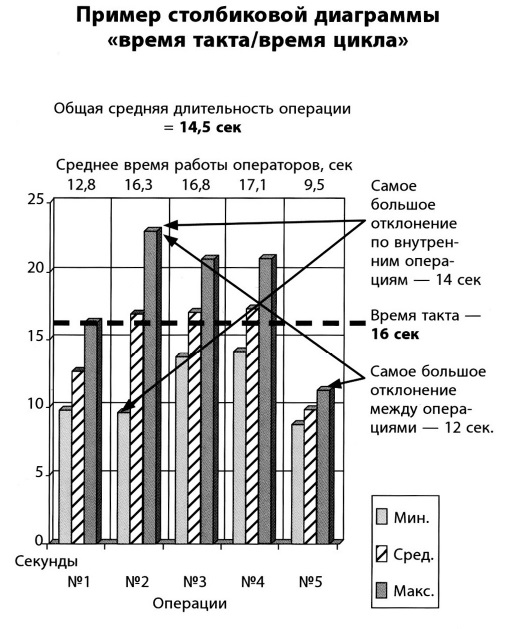 Пример столбиковой диаграммы
«время такта/время цикла»
Общая средняя длительность операции
= 14,5 сек
Среднее время работы операторов, сек
12,8 16,3 16,8 17,1 9,5
25
20
15
10
5
0
Секунды
№1 №2 №3 №4 №5
Операции
Самое
большое
отклонение
по внутрен-
ним опера-
циям — 14 сек
Время такта —
16 сек
Самое большое
отклонение
между опера-
циями — 12 сек.
Мин.
Сред.
Макс.